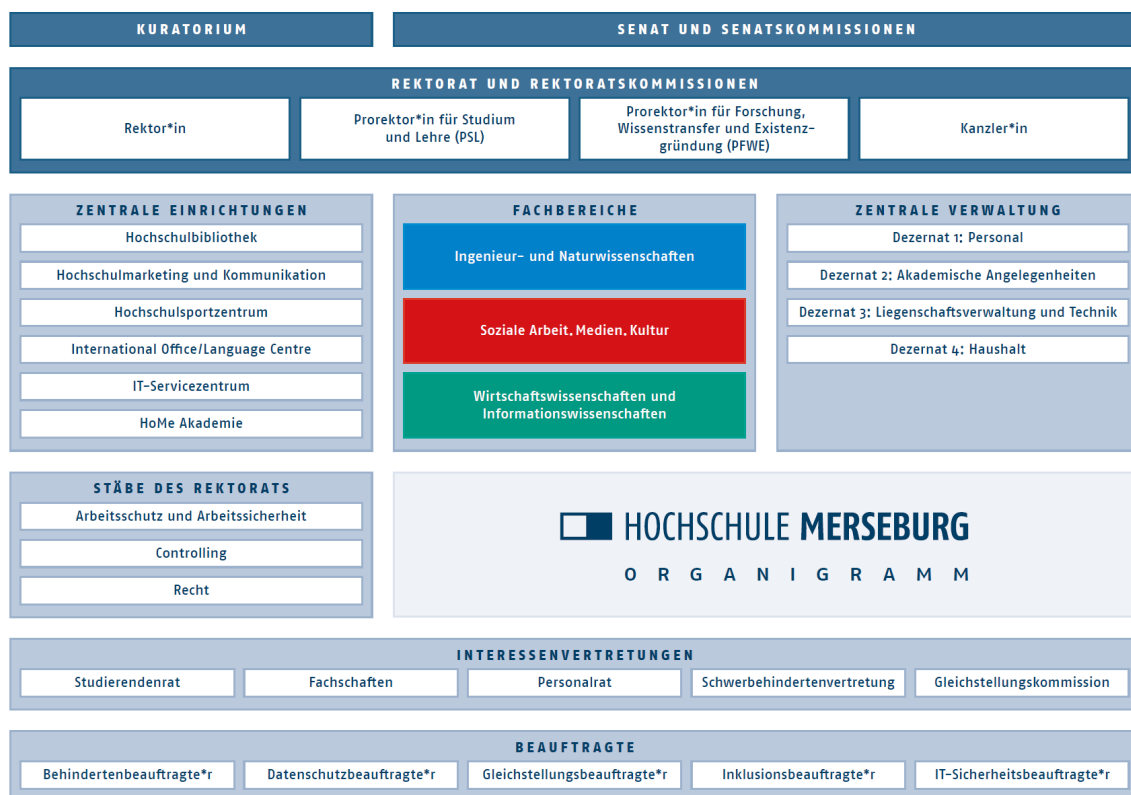 KURATORIUM
SENAT UND SENATSKOMMISSIONEN
REKTORAT UND REKTORATSKOMMISSIONEN
Rektor*in
Prorektor*in für Studium
und Lehre (PSL)
Prorektor*in für Forschung,
Wissenstransfer und Existenz-
gründung (PFWE)
Kanzler*in
ZENTRALE EINRICHTUNGEN
Hochschulbibliothek
Hochschulmarketing und Kommunikation
Hochschulsportzentrum
International Office/Language Centre
IT-Servicezentrum
HoMe Akademie
FACHBEREICHE
Ingenieur- und Naturwissenschaften
Soziale Arbeit. Medien. Kultur
Wirtschaftswissenschaften und
Informationswissenschaften
ZENTRALE VERWALTUNG
Dezernat 1: Personal
Dezernat 2: Akademische Angelegenheiten
Dezernat 3: Liegenschaftsverwaltung und Technik
Dezernat 4: Haushalt
STÄBE DES REKTORATS
Arbeitsschutz und Arbeitssicherheit
Controlling
Recht
HOCHSCHULE MERSEBURG
ORGANIGRAMM
INTERESSENVERTRETUNGEN
Studierendenrat
Fachschaften
Personalrat
Schwerbehindertenvertretung
Gleichstellungskommission
BEAUFTRAGTE
Behindertenbeauftragte*r
Datenschutzbeauftragte*r
Gleichstellungsbeauftragte*r
Inklusionsbeauftragte*r
IT-Sicherheitsbeauftragte*r